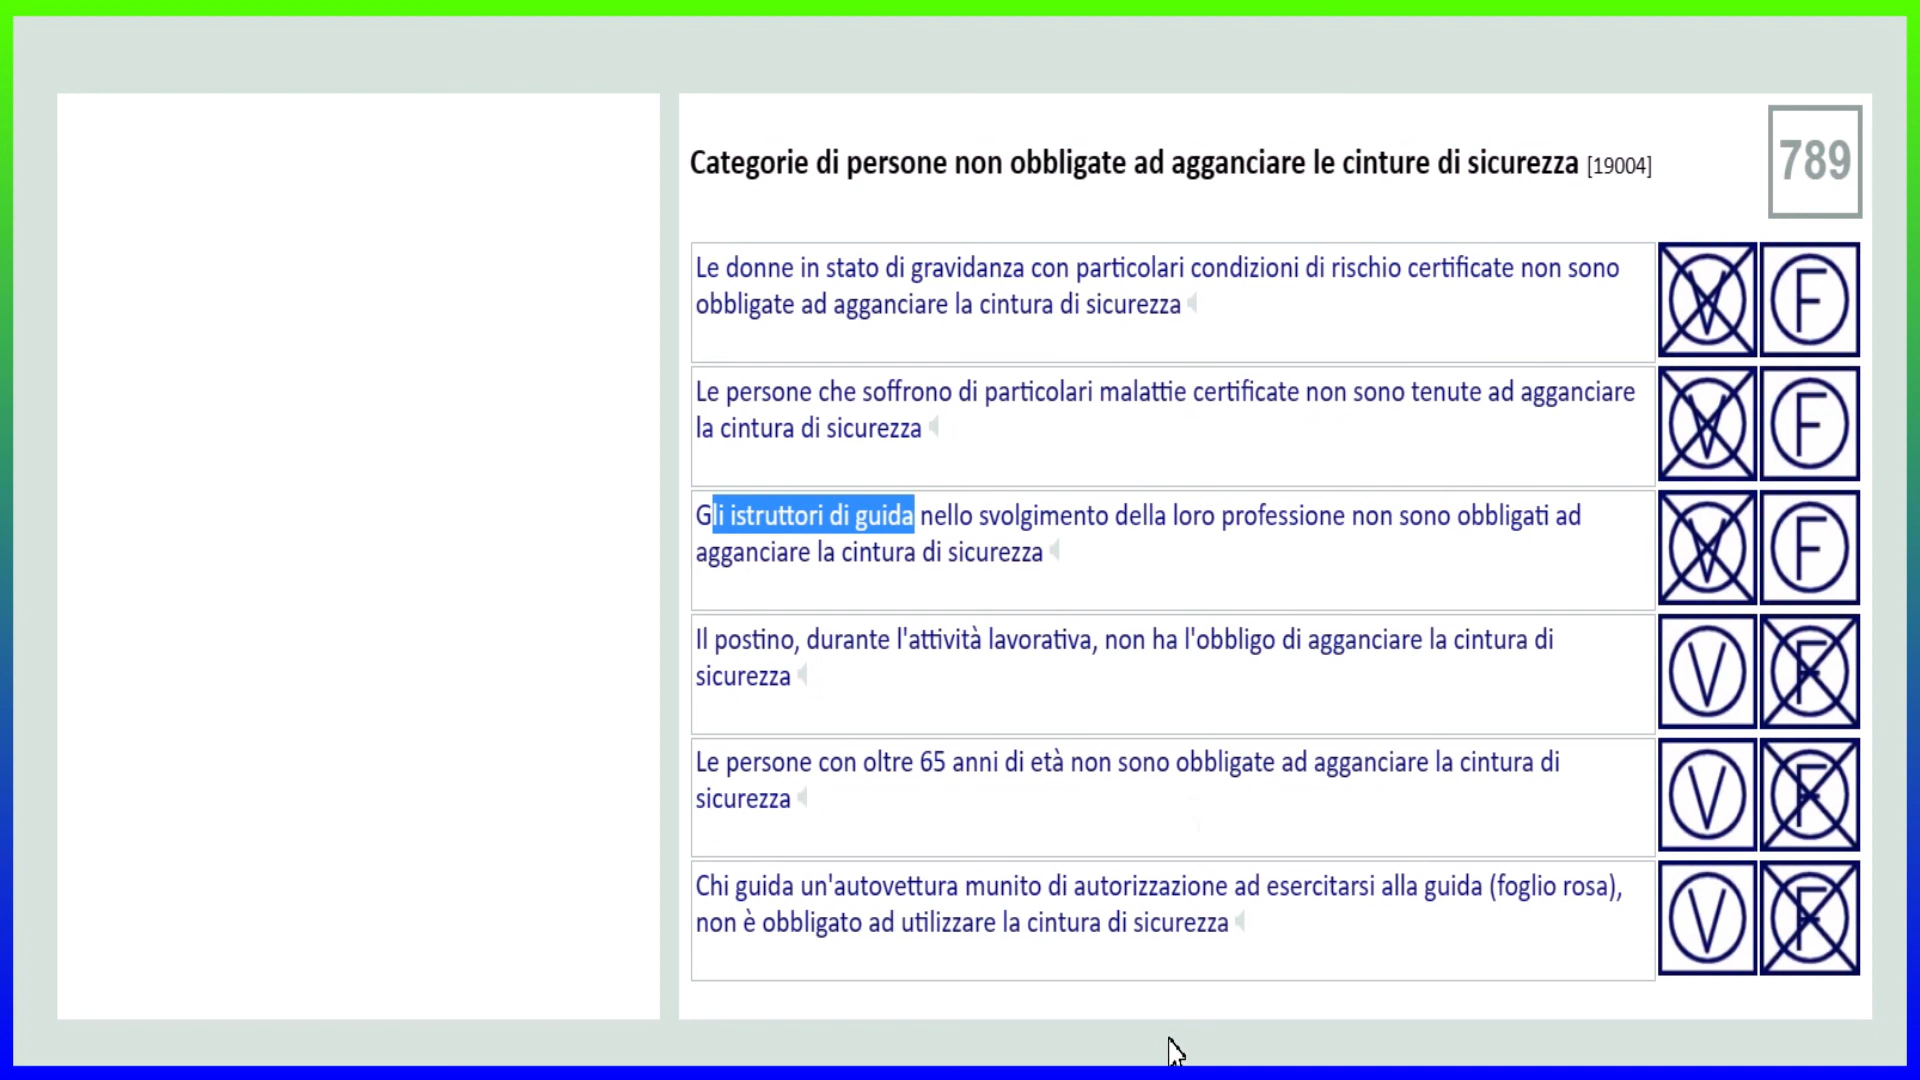 Categorie di persone non obbligate ad agganciare le cinture di sicurezza [19004]
789
Le donne in stato di gravidanza con particolari condizioni di rischio certificate non sono
obbligate ad agganciare la cintura di sicurezza
V F
Le persone che soffrono di particolari malattie certificate non sono tenute ad agganciare
la cintura di sicurezza
V F
Gli istruttori di guida nello svolgimento della loro professione non sono obbligati ad
agganciare la cintura di sicurezza
V F
Il postino, durante l'attività lavorativa, non ha l'obbligo di agganciare la cintura di
sicurezza
V F
Le persone con oltre 65 anni di età non sono obbligate ad agganciare la cintura di
sicurezza
V F
Chi guida un'autovettura munito di autorizzazione ad esercitarsi alla guida (foglio rosa),
non è obbligato ad utilizzare la cintura di sicurezza
V F